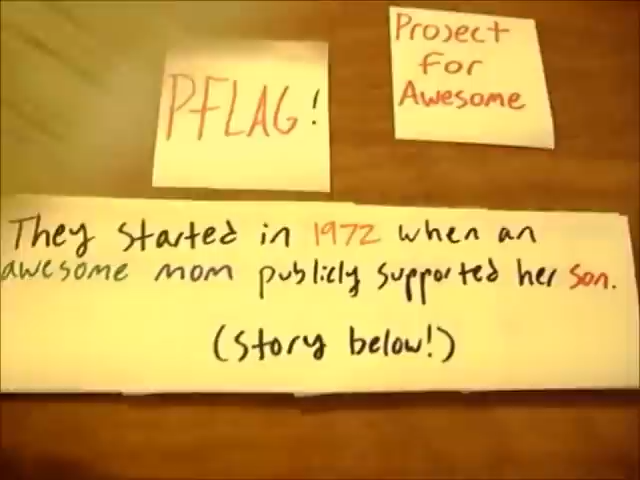 PFLAG!
Project
for
Awesome
They started in 1972 when an
awesome mom publicly supported her son.
(story below!)